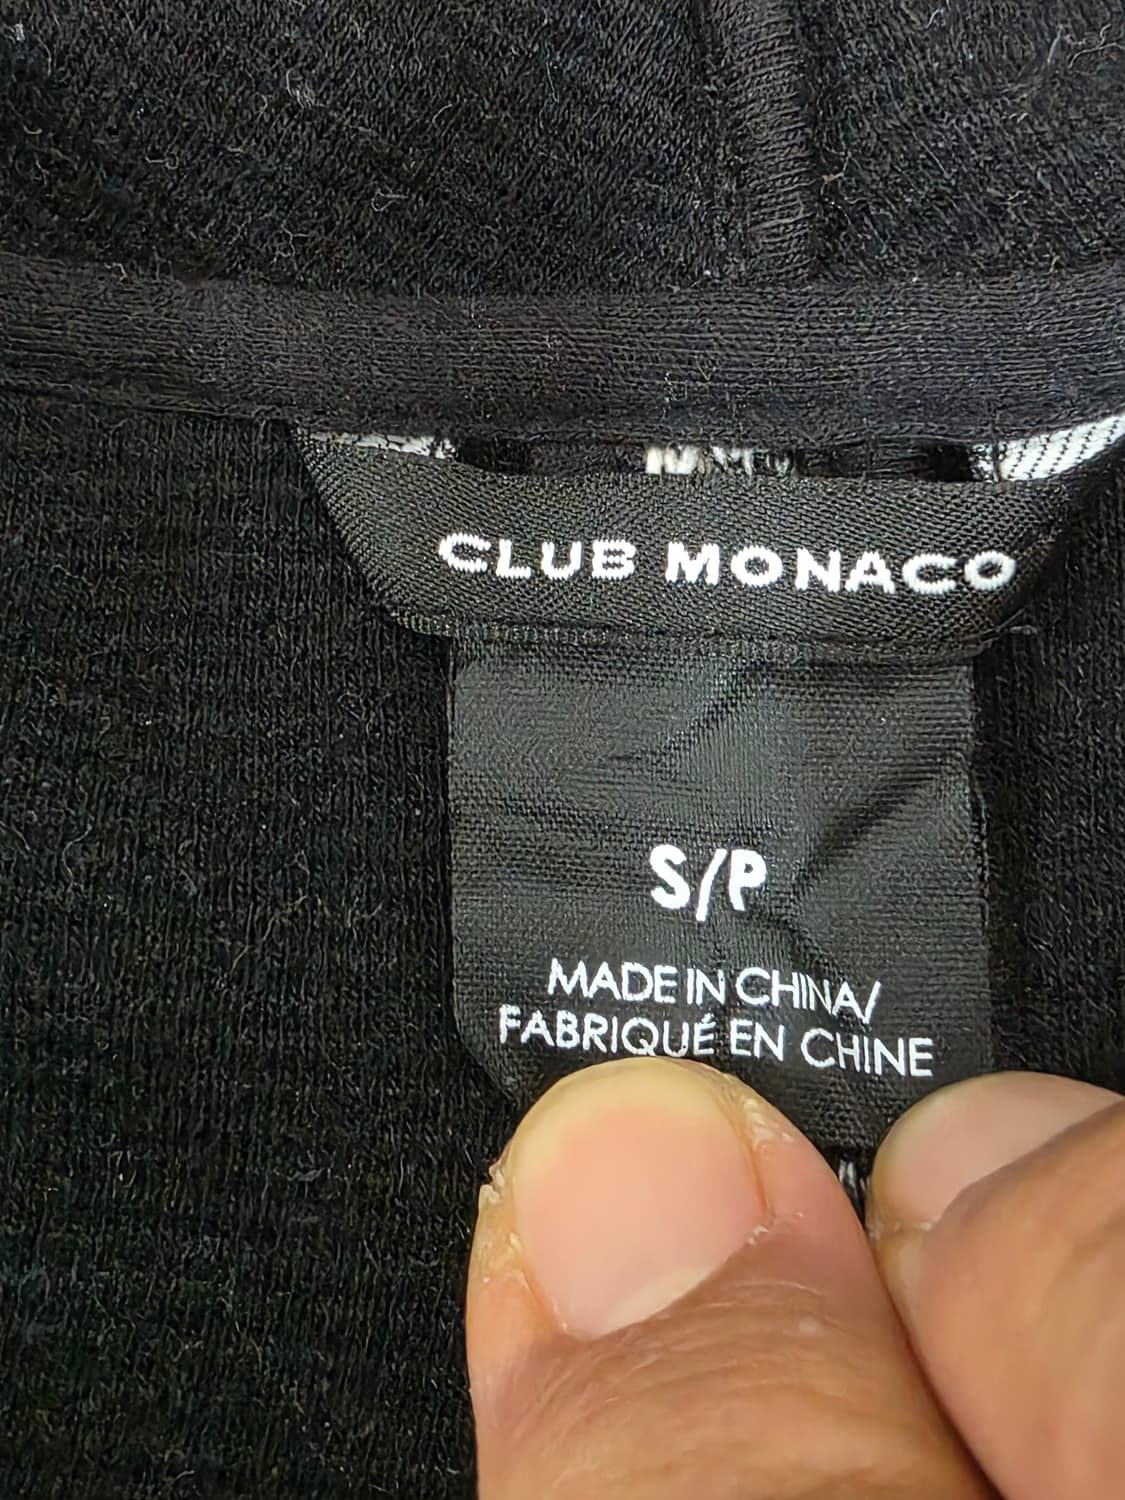 CLUB MONACO
S/P
MADE IN CHINA/
FABRIQUÉ EN CHINE